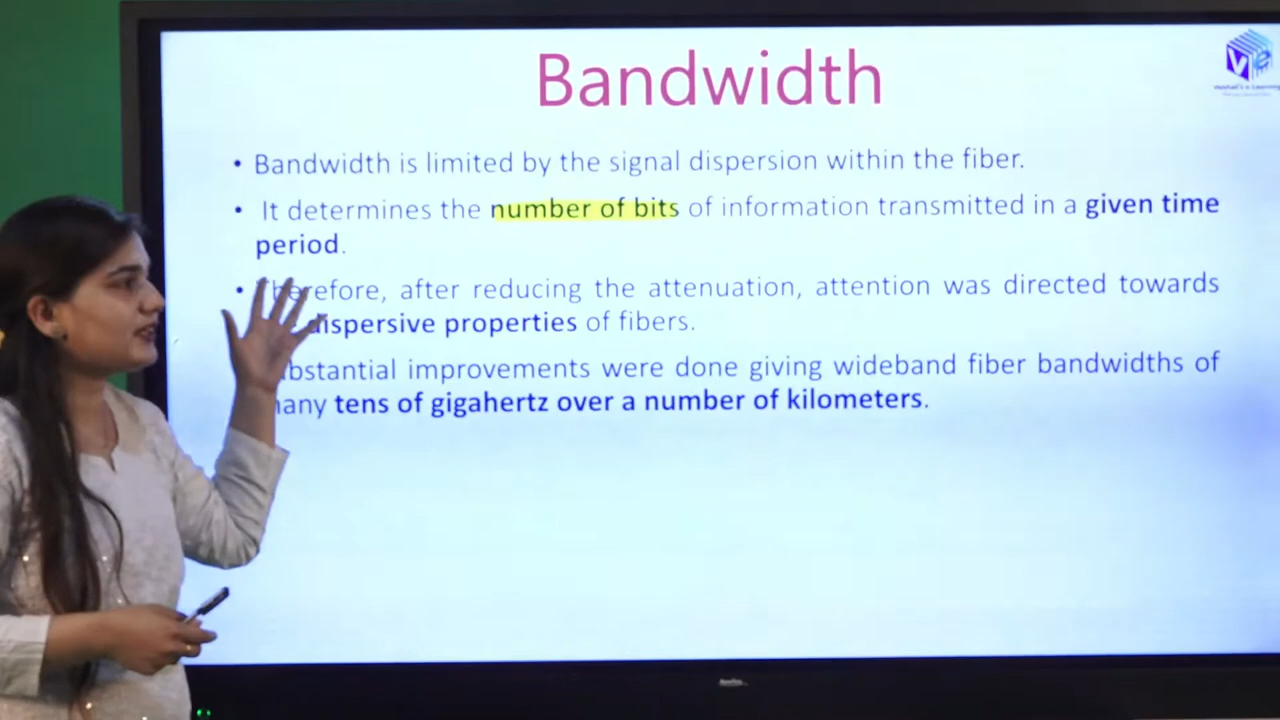 Bandwidth
• Bandwidth is limited by the signal dispersion within the fiber.
• It determines the number of bits of information transmitted in a given time
period.
• Therefore, after reducing the attenuation, attention was directed towards
dispersive properties of fibers.
bstantial improvements were done giving wideband fiber bandwidths of
any tens of gigahertz over a number of kilometers.